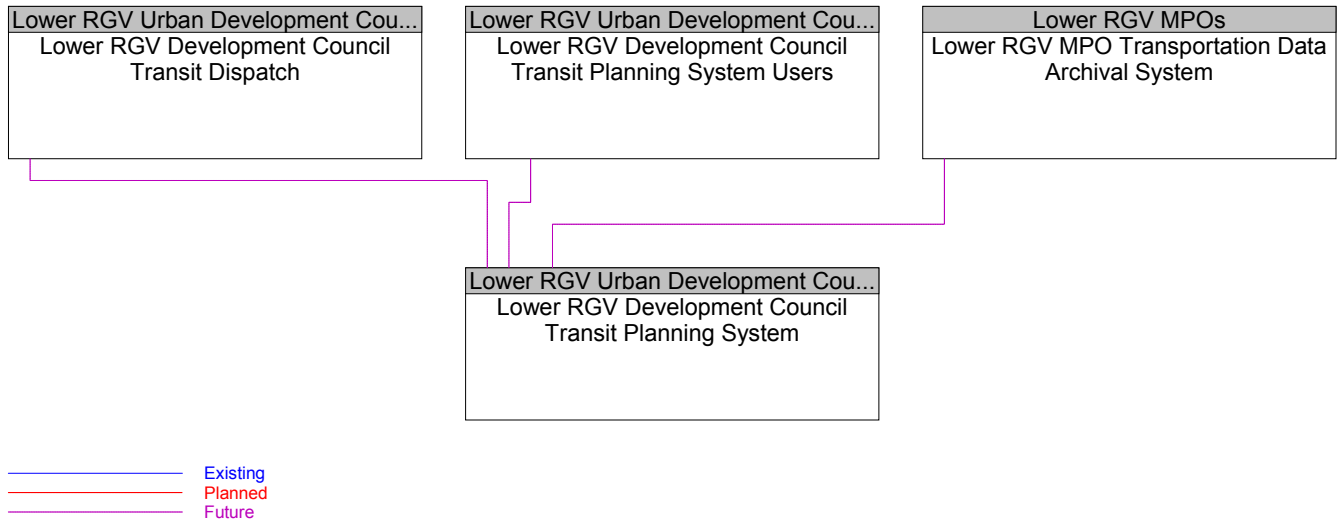 Lower RGV Urban Development Cou...
Lower RGV Development Council
Transit Dispatch
Lower RGV Urban Development Cou...
Lower RGV Development Council
Transit Planning System Users
Lower RGV MPOs
Lower RGV MPO Transportation Data
Archival System
Lower RGV Urban Development Cou...
Lower RGV Development Council
Transit Planning System
Existing
Planned
Future